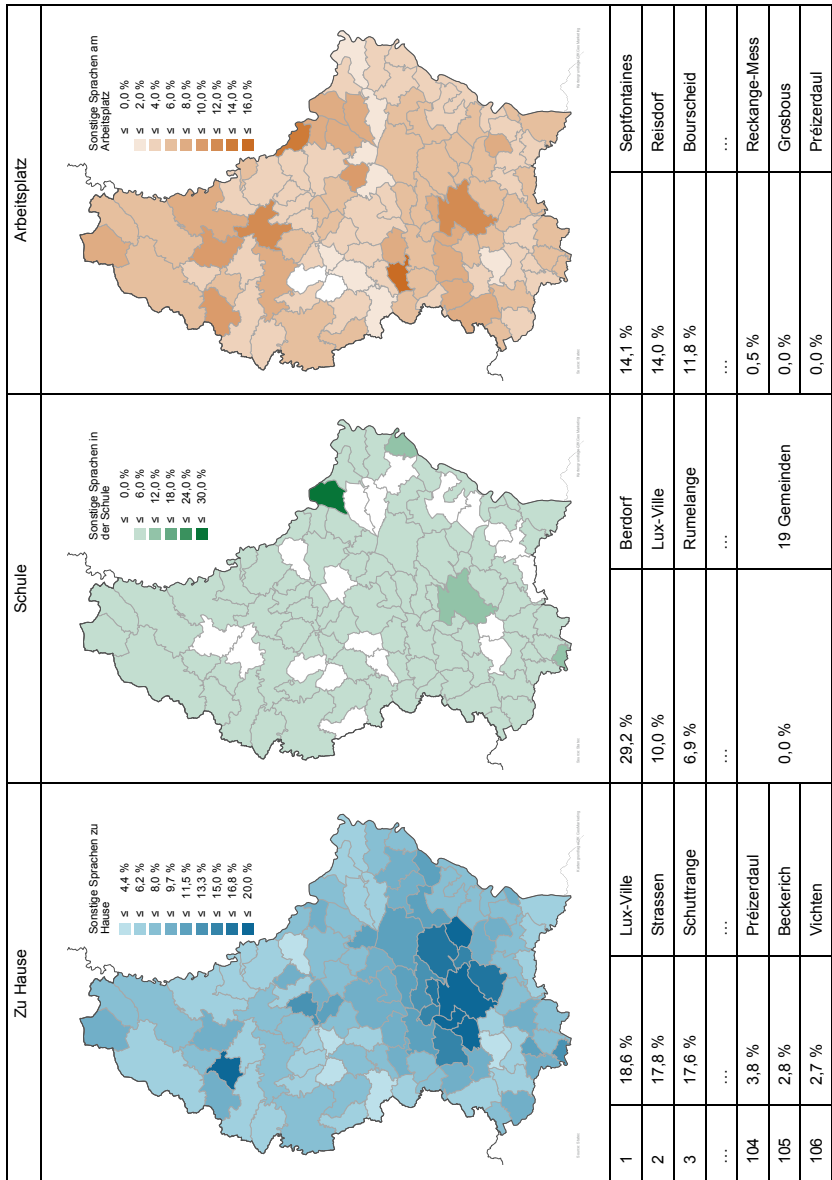 Zu Hause
Schule
Arbeitsplatz
Sonstige Sprachen zu
Hause
≤ 4,4 %
≤ 6,2 %
≤ 8,0 %
≤ 9,7 %
≤ 11,5 %
≤ 13,3 %
≤ 15,0 %
≤ 16,8 %
≤ 20,0 %
Sonstige Sprachen in
der Schule
≤ 0,0 %
≤ 6,0 %
≤ 12,0 %
≤ 18,0 %
≤ 24,0 %
≤ 30,0 %
Sonstige Sprachen am
Arbeitsplatz
≤ 0,0 %
≤ 2,0 %
≤ 4,0 %
≤ 6,0 %
≤ 8,0 %
≤ 10,0 %
≤ 12,0 %
≤ 14,0 %
≤ 16,0 %
1 18,6 % Lux-Ville 29,2 % Berdorf 14,1 % Septfontaines
2 17,8 % Strassen 10,0 % Lux-Ville 14,0 % Reisdorf
3 17,6 % Schuttrange 6,9 % Rumelange 11,8 % Bourscheid
… … … … … … …
104 3,8 % Préizerdaul 0,5 % Reckange-Mess
105 2,8 % Beckerich 0,0 % 19 Gemeinden 0,0 % Grosbous
106 2,7 % Vichten 0,0 % Préizerdaul